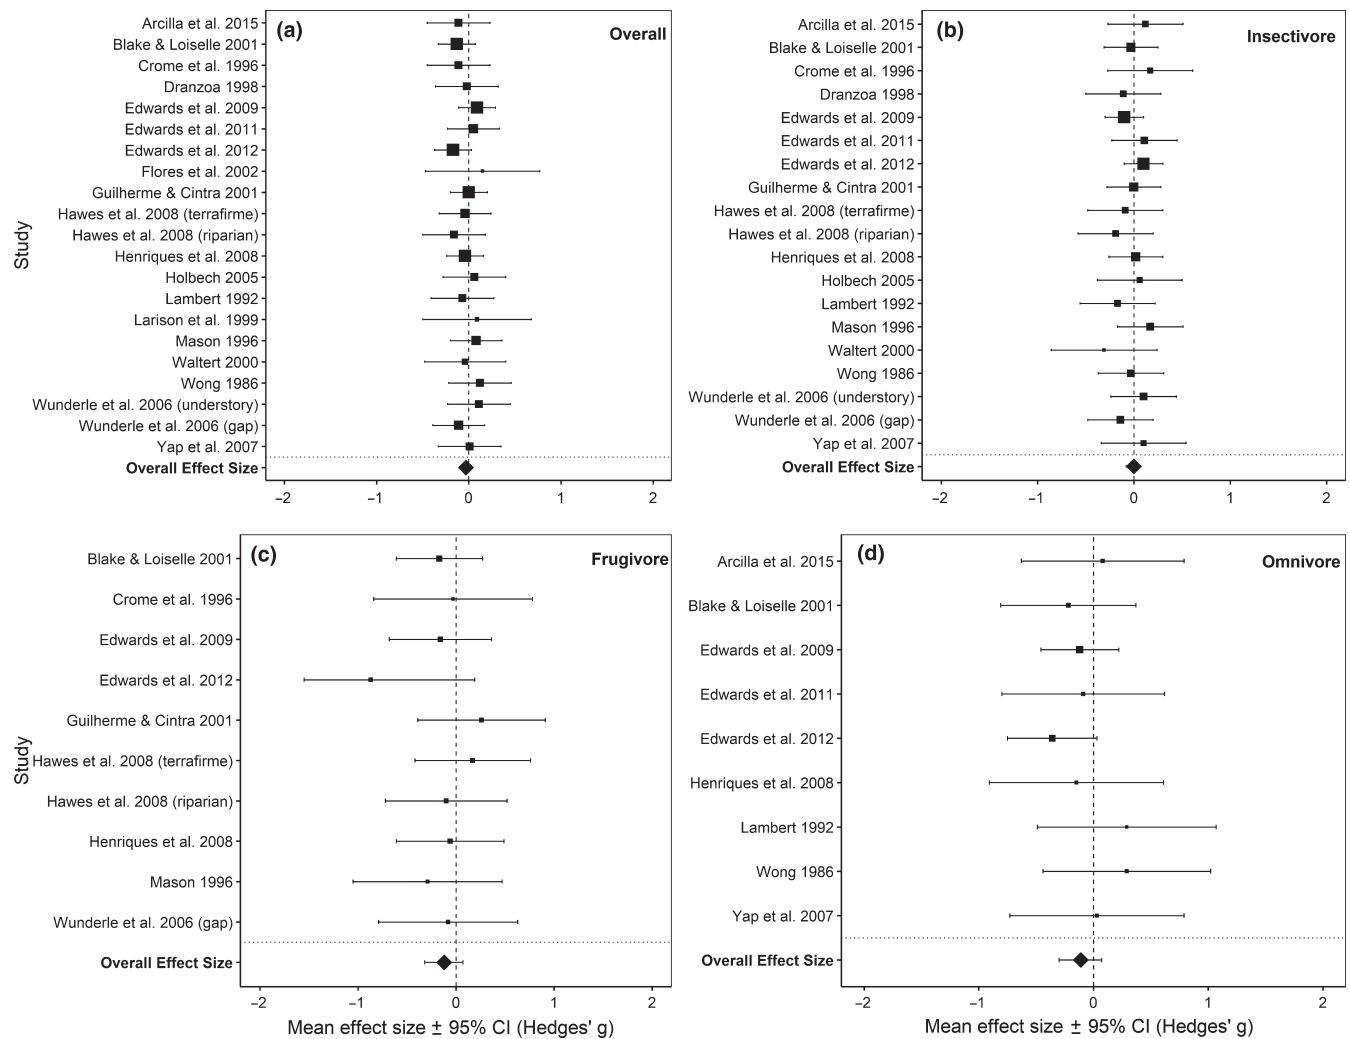 (a)
Overall
Study
Arcilla et al. 2015
Blake & Loiselle 2001
Crome et al. 1996
Dranzoa 1998
Edwards et al. 2009
Edwards et al. 2011
Edwards et al. 2012
Flores et al. 2002
Guilherme & Cintra 2001
Hawes et al. 2008 (terrafirme)
Hawes et al. 2008 (riparian)
Henriques et al. 2008
Holbech 2005
Lambert 1992
Larison et al. 1999
Mason 1996
Waltert 2000
Wong 1986
Wunderle et al. 2006 (understory)
Wunderle et al. 2006 (gap)
Yap et al. 2007
Overall Effect Size
−2 −1 0 1 2
(b)
Insectivore
Arcilla et al. 2015
Blake & Loiselle 2001
Crome et al. 1996
Dranzoa 1998
Edwards et al. 2009
Edwards et al. 2011
Edwards et al. 2012
Guilherme & Cintra 2001
Hawes et al. 2008 (terrafirme)
Hawes et al. 2008 (riparian)
Henriques et al. 2008
Holbech 2005
Lambert 1992
Mason 1996
Waltert 2000
Wong 1986
Wunderle et al. 2006 (understory)
Wunderle et al. 2006 (gap)
Yap et al. 2007
Overall Effect Size
−2 −1 0 1 2
(c)
Frugivore
Study
Blake & Loiselle 2001
Crome et al. 1996
Edwards et al. 2009
Edwards et al. 2012
Guilherme & Cintra 2001
Hawes et al. 2008 (terrafirme)
Hawes et al. 2008 (riparian)
Henriques et al. 2008
Mason 1996
Wunderle et al. 2006 (gap)
Overall Effect Size
−2 −1 0 1 2
Mean effect size ± 95% CI (Hedges' g)
(d)
Omnivore
Arcilla et al. 2015
Blake & Loiselle 2001
Edwards et al. 2009
Edwards et al. 2011
Edwards et al. 2012
Henriques et al. 2008
Lambert 1992
Wong 1986
Yap et al. 2007
Overall Effect Size
−2 −1 0 1 2
Mean effect size ± 95% CI (Hedges' g)